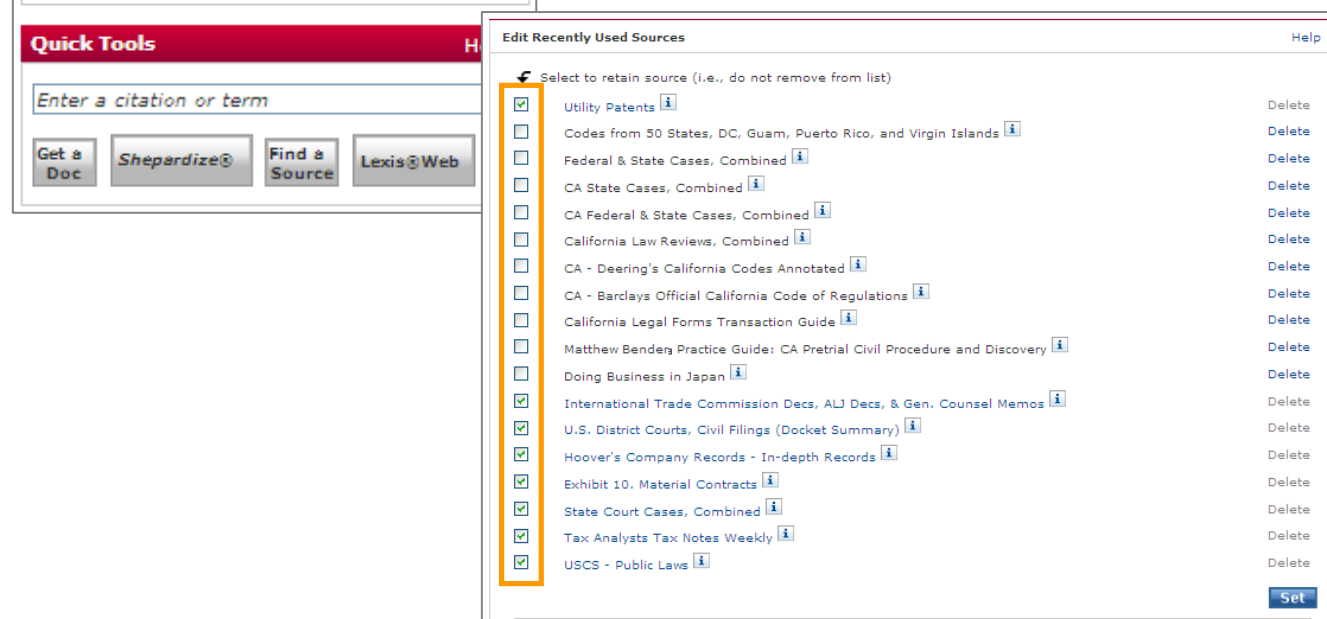 Quick Tools
Enter a citation or term
Get a Doc
Shepardize®
Find a Source
Lexis®Web
Edit Recently Used Sources
Help
Select to retain source (i.e., do not remove from list)
Utility Patents Delete
Codes from 50 States, DC, Guam, Puerto Rico, and Virgin Islands Delete
Federal & State Cases, Combined Delete
CA State Cases, Combined Delete
CA Federal & State Cases, Combined Delete
California Law Reviews, Combined Delete
CA - Deering's California Codes Annotated Delete
CA - Barclays Official California Code of Regulations Delete
California Legal Forms Transaction Guide Delete
Matthew Bender, Practice Guide: CA Pretrial Civil Procedure and Discovery Delete
Doing Business in Japan Delete
International Trade Commission Decs, ALJ Decs, & Gen. Counsel Memos Delete
U.S. District Courts, Civil Filings (Docket Summary) Delete
Hoover's Company Records - In-depth Records Delete
Exhibit 10. Material Contracts Delete
State Court Cases, Combined Delete
Tax Analysts Tax Notes Weekly Delete
USCS - Public Laws Delete
Set